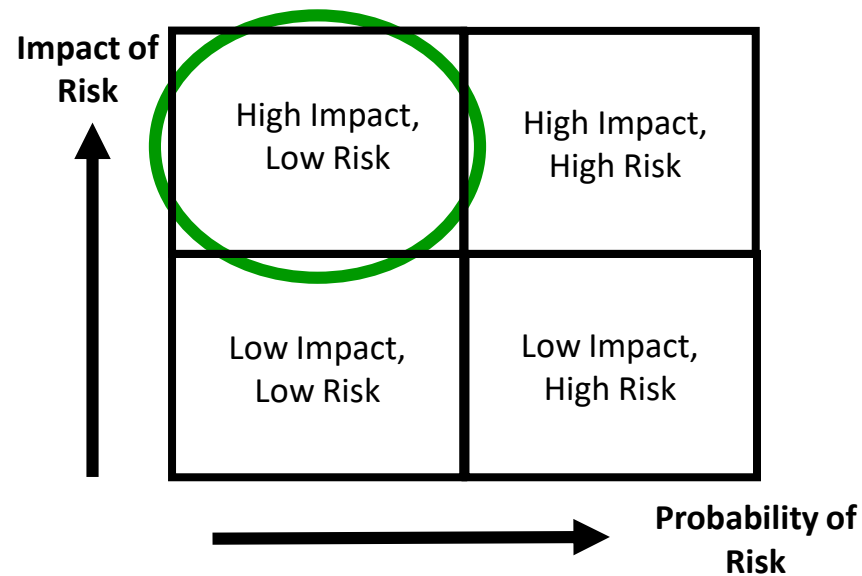 Impact of
Risk
High Impact,
Low Risk
High Impact,
High Risk
Low Impact,
Low Risk
Low Impact,
High Risk
Probability of
Risk